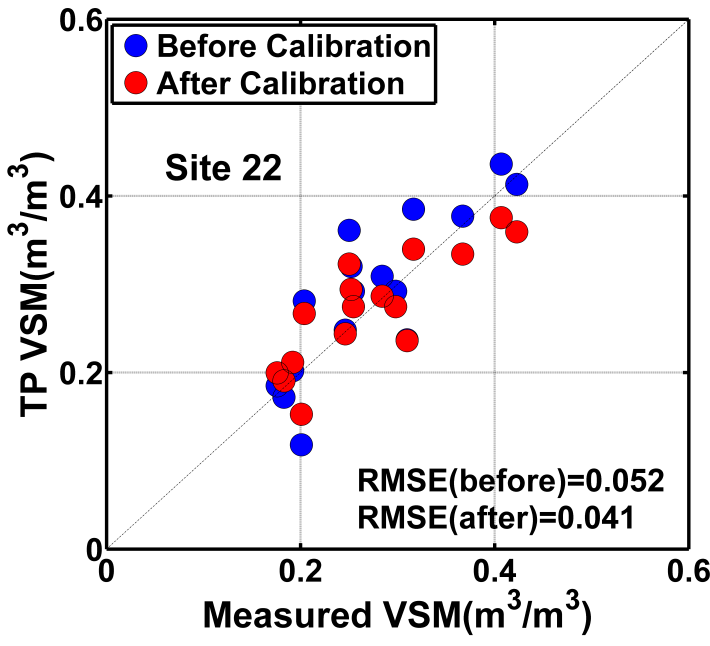 Before Calibration
After Calibration
Site 22
TP VSM(m³/m³)
0.6
0.4
0.2
0
RMSE(before)=0.052
RMSE(after)=0.041
0
0.2
0.4
0.6
Measured VSM(m³/m³)